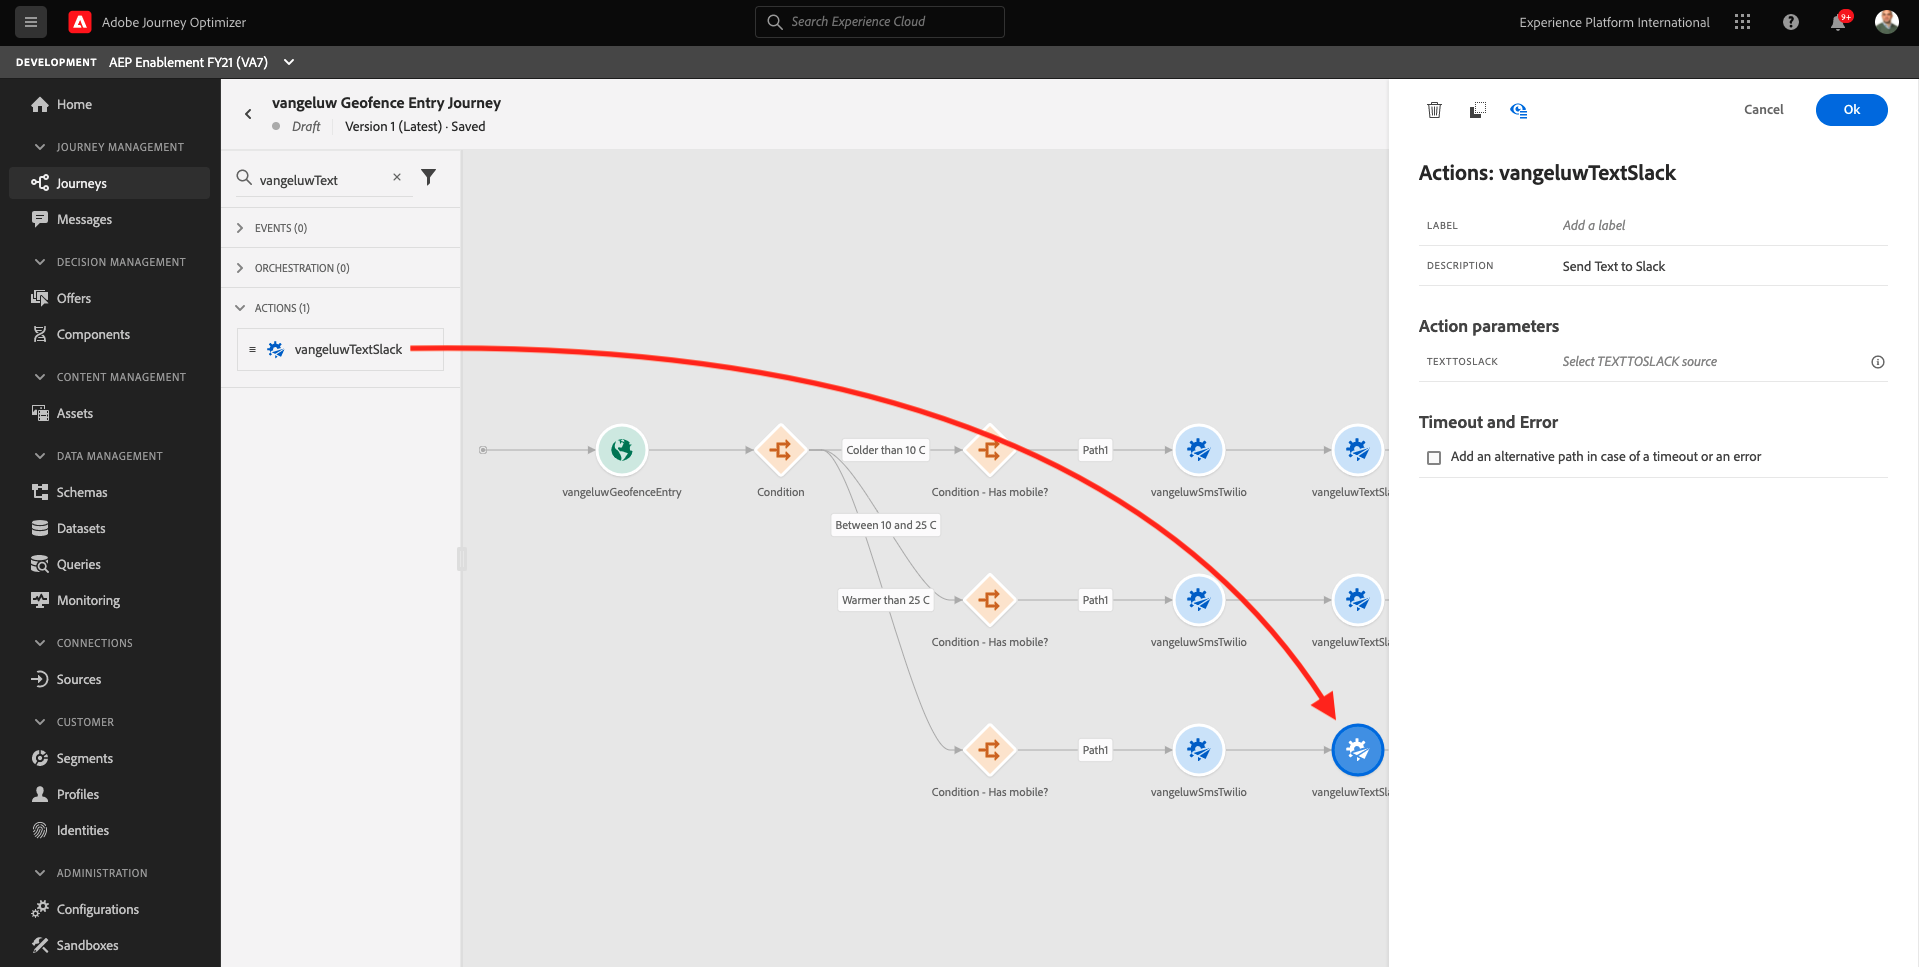 Adobe Journey Optimizer
Search Experience Cloud
Experience Platform International
9+
DEVELOPMENT AEP Enablement FY21 (VA7)
Home
JOURNEY MANAGEMENT
Journeys
Messages
DECISION MANAGEMENT
Offers
Components
CONTENT MANAGEMENT
Assets
DATA MANAGEMENT
Schemas
Datasets
Queries
Monitoring
CONNECTIONS
Sources
CUSTOMER
Segments
Profiles
Identities
ADMINISTRATION
Configurations
Sandboxes
vangeluw Geofence Entry Journey
Draft Version 1 (Latest) · Saved
vangeluwText
EVENTS (0)
ORCHESTRATION (0)
ACTIONS (1)
vangeluwTextSlack
vangeluwGeofenceEntry
Condition
Colder than 10 C
Condition - Has mobile?
Path1
vangeluwSmsTwilio
vangeluwTextSla
Between 10 and 25 C
Warmer than 25 C
Condition - Has mobile?
Path1
vangeluwSmsTwilio
vangeluwTextSla
Condition - Has mobile?
Path1
vangeluwSmsTwilio
vangeluwTextSla
Cancel
Ok
Actions: vangeluwTextSlack
LABEL Add a label
DESCRIPTION Send Text to Slack
Action parameters
TEXTTOSLACK Select TEXTTOSLACK source
Timeout and Error
Add an alternative path in case of a timeout or an error